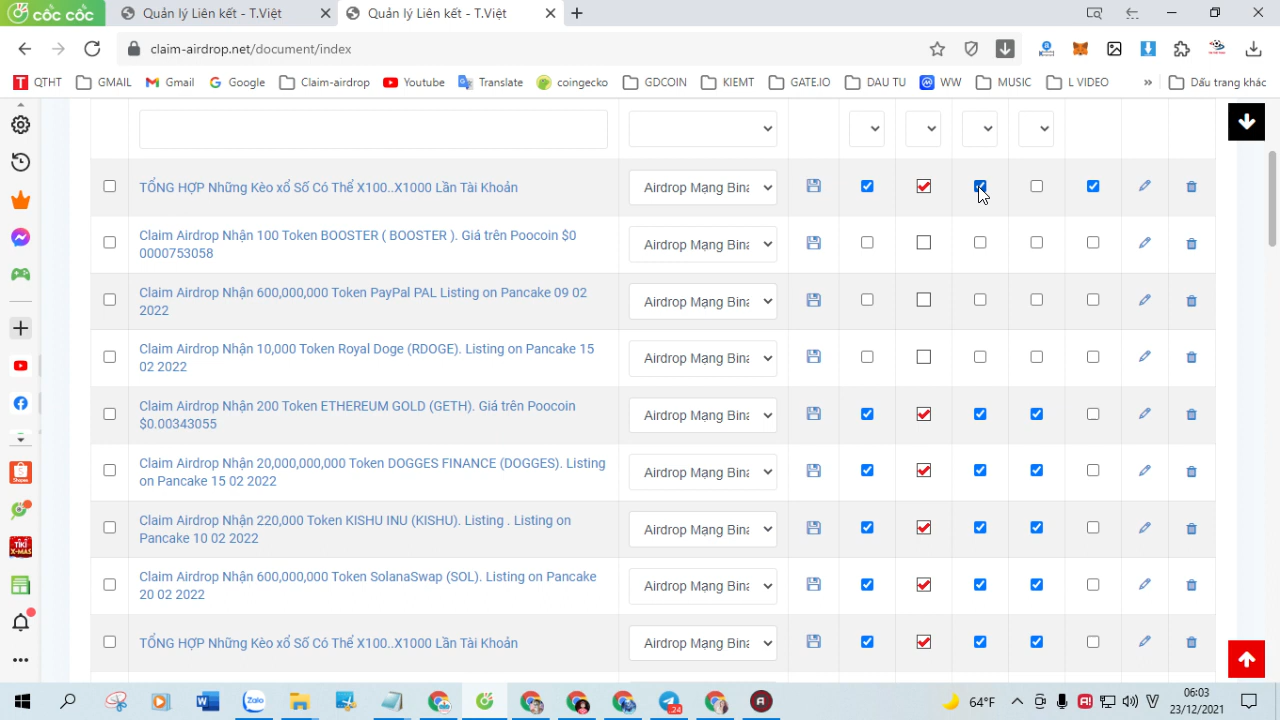 cốc cốc
Quản lý kết - T.Việt
Quản lý kết - T.Việt
claim-airdrop.net/document/index
QTHT
GMAIL
Gmail
Google
Claim-airdrop
Youtube
Translate
coingecko
GDCOIN
KIEMT
GATE.IO
DAU TU
WW
MUSIC
L VIDEO
»
Dấu trang khác
TỔNG HỢP Những Kèo xổ Số Có Thể X100..X1000 Lần Tài Khoản
Airdrop Mạng Bina
Claim Airdrop Nhận 100 Token BOOSTER ( BOOSTER ). Giá trên Poocoin $0
0000753058
Airdrop Mạng Bina
Claim Airdrop Nhận 600,000,000 Token PayPal PAL Listing on Pancake 09 02
2022
Airdrop Mạng Bina
Claim Airdrop Nhận 10,000 Token Royal Doge (RDOGE). Listing on Pancake 15
02 2022
Airdrop Mạng Bina
Claim Airdrop Nhận 200 Token ETHEREUM GOLD (GETH). Giá trên Poocoin
$0.00343055
Airdrop Mạng Bina
Claim Airdrop Nhận 20,000,000,000 Token DOGGES FINANCE (DOGGES). Listing
on Pancake 15 02 2022
Airdrop Mạng Bina
Claim Airdrop Nhận 220,000 Token KISHU INU (KISHU). Listing . Listing on
Pancake 10 02 2022
Airdrop Mạng Bina
Claim Airdrop Nhận 600,000,000 Token SolanaSwap (SOL). Listing on Pancake
20 02 2022
Airdrop Mạng Bina
TỔNG HỢP Những Kèo xổ Số Có Thể X100..X1000 Lần Tài Khoản
Airdrop Mạng Bina
Shopee
TIKI
X-MAS
Zalo
24
64°F
06:03
23/12/2021